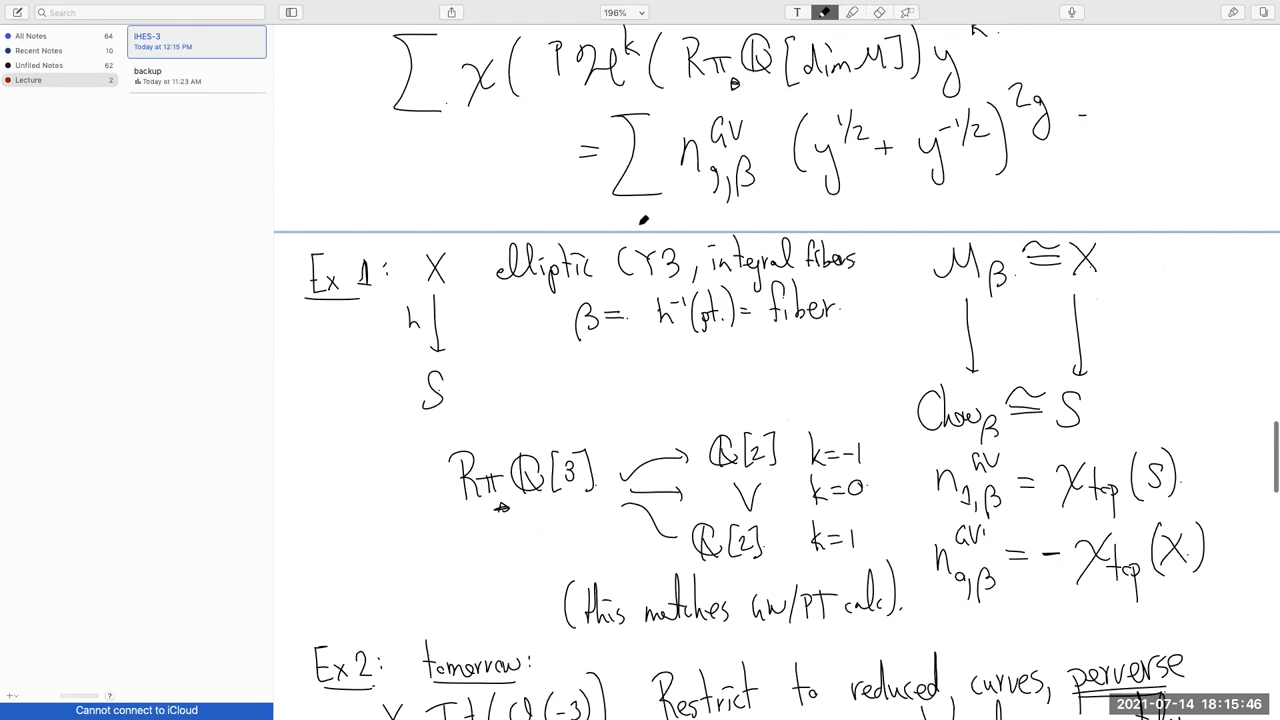 Search
196%
T
All Notes 64
Recent Notes 10
Unfiled Notes 62
Lecture 2
IHES-3
Today at 12:15 PM
backup
Today at 11:23 AM
∑ χ( ᵖℋᵏ( Rπ_* ℚ[dim M]) yᵏ.
= ∑ n^{GV}_{g,β} (y^{1/2} + y^{-1/2})^{2g} -
Ex 1: X elliptic CY3, integral fibers M_β ≅ X
h ↓ β = h⁻¹(pt.) = fiber. ↓ ↓
S Chow_β ≅ S
Rπ_* ℚ[3] → ℚ[2] k=-1
V k=0
ℚ[2] k=1
n^{GV}_{1,β} = χ_{top}(S).
n^{GV}_{0,β} = - χ_{top}(X.)
(this matches GW/PT calc).
Ex 2: tomorrow:
Restrict to reduced curves, perverse
2021-07-14 18:15:46
Cannot connect to iCloud